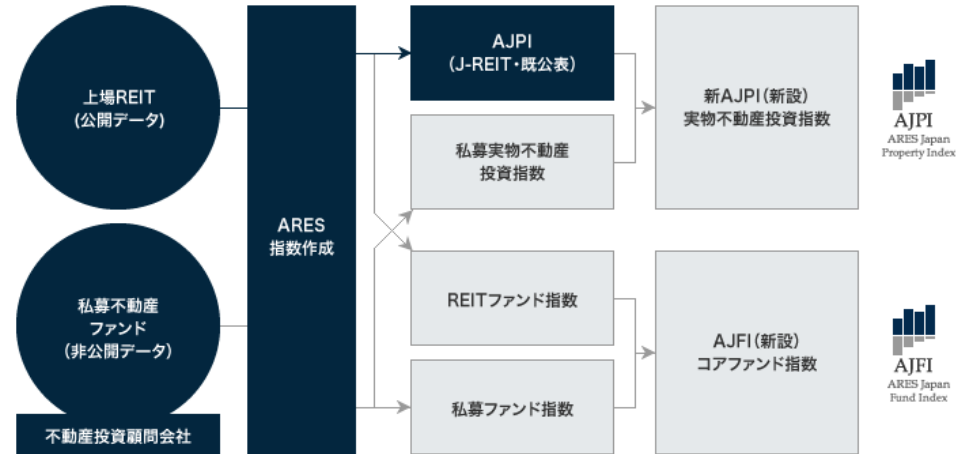 上場REIT
(公開データ)
私募不動産
ファンド
(非公開データ)
不動産投資顧問会社
ARES
指数作成
AJPI
(J-REIT・既公表)
私募実物不動産
投資指数
REITファンド指数
私募ファンド指数
新AJPI(新設)
実物不動産投資指数
AJFI(新設)
コアファンド指数
AJPI
ARES Japan
Property Index
AJFI
ARES Japan
Fund Index